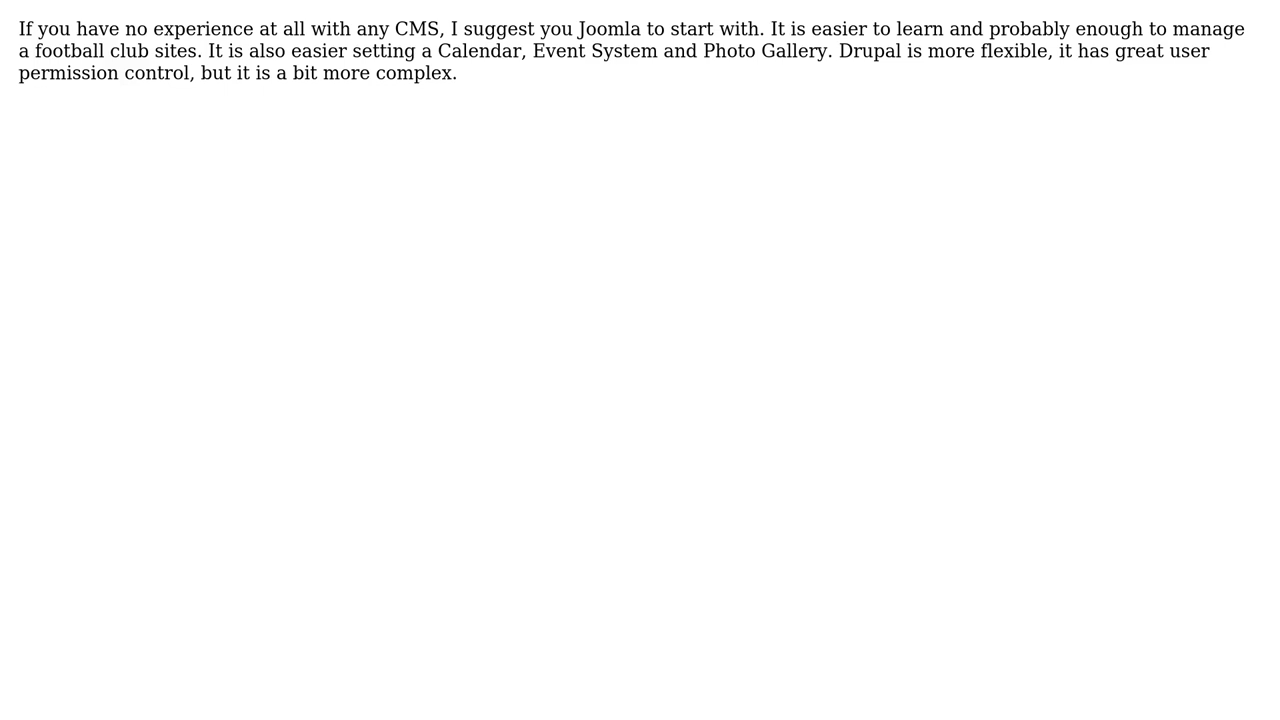 If you have no experience at all with any CMS, I suggest you Joomla to start with. It is easier to learn and probably enough to manage
a football club sites. It is also easier setting a Calendar, Event System and Photo Gallery. Drupal is more flexible, it has great user
permission control, but it is a bit more complex.